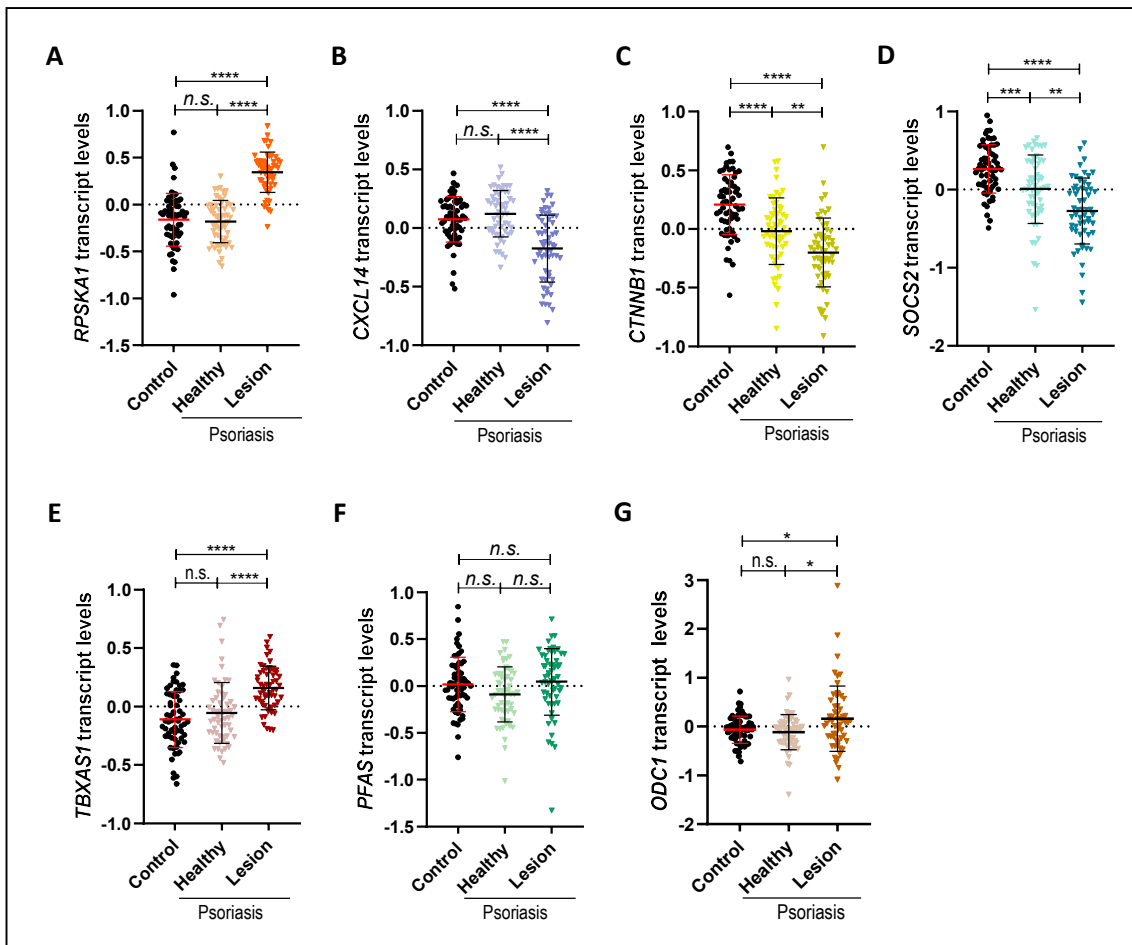 A
****
n.s. ****
RPSKA1 transcript levels
1.0
0.5
0.0
-0.5
-1.0
-1.5
Control
Healthy
Lesion
Psoriasis
B
****
n.s. ****
CXCL14 transcript levels
1.0
0.5
0.0
-0.5
-1.0
Control
Healthy
Lesion
Psoriasis
C
****
**** **
CTNNB1 transcript levels
1.0
0.5
0.0
-0.5
-1.0
Control
Healthy
Lesion
Psoriasis
D
****
*** **
SOCS2 transcript levels
1
0
-1
-2
Control
Healthy
Lesion
Psoriasis
E
****
n.s. ****
TBXAS1 transcript levels
1.0
0.5
0.0
-0.5
-1.0
Control
Healthy
Lesion
Psoriasis
F
n.s.
n.s. n.s.
PFAS transcript levels
1.0
0.5
0.0
-0.5
-1.0
-1.5
Control
Healthy
Lesion
Psoriasis
G
*
n.s. *
ODC1 transcript levels
3
2
1
0
-1
-2
Control
Healthy
Lesion
Psoriasis